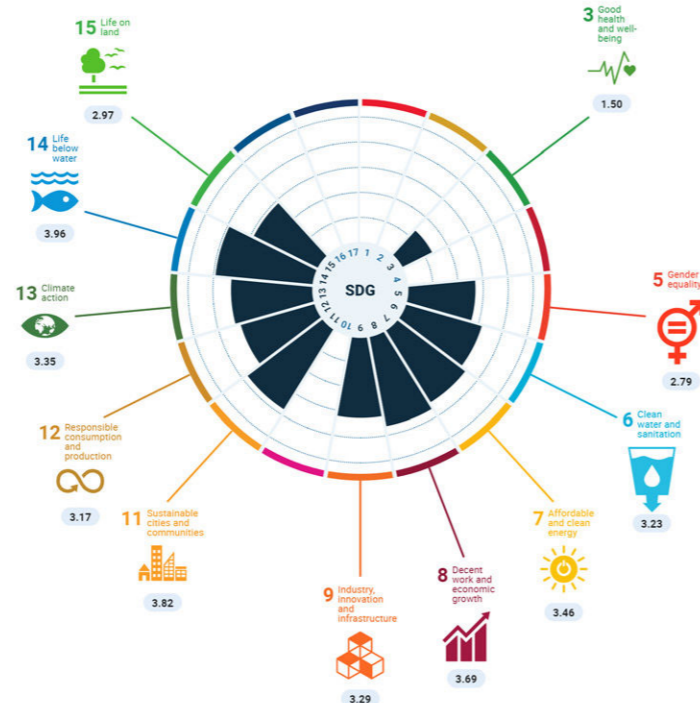 15 Life on
land
2.97
3 Good
health
and well-
being
1.50
14 Life
below
water
3.96
13 Climate
action
3.35
5 Gender
equality
2.79
12 Responsible
consumption
and
production
3.17
6 Clean
water and
sanitation
3.23
11 Sustainable
cities and
communities
3.82
7 Affordable
and clean
energy
3.46
9 Industry,
innovation
and
infrastructure
3.29
8 Decent
work and
economic
growth
3.69
SDG
1
2
3
4
5
6
7
8
9
10
11
12
13
14
15
16
17